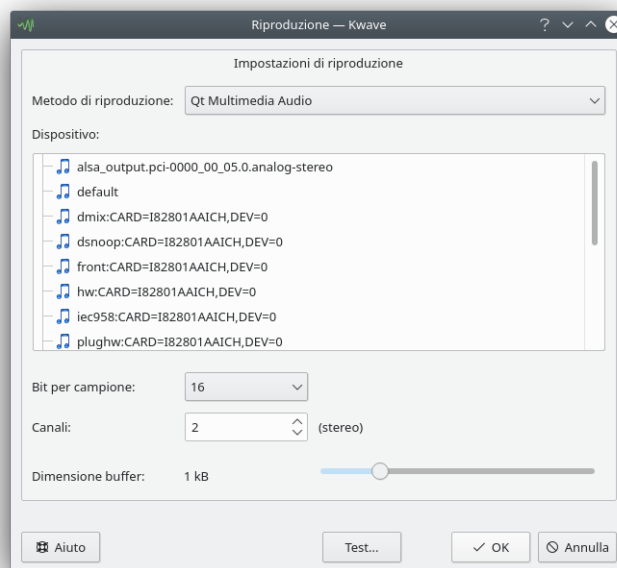 Riproduzione — Kwave
Impostazioni di riproduzione
Metodo di riproduzione: Qt Multimedia Audio
Dispositivo:
alsa_output.pci-0000_00_05.0.analog-stereo
default
dmix:CARD=I82801AAICH,DEV=0
dsnoop:CARD=I82801AAICH,DEV=0
front:CARD=I82801AAICH,DEV=0
hw:CARD=I82801AAICH,DEV=0
iec958:CARD=I82801AAICH,DEV=0
plughw:CARD=I82801AAICH,DEV=0
Bit per campione: 16
Canali: 2 (stereo)
Dimensione buffer: 1 kB
Aiuto Test... OK Annulla